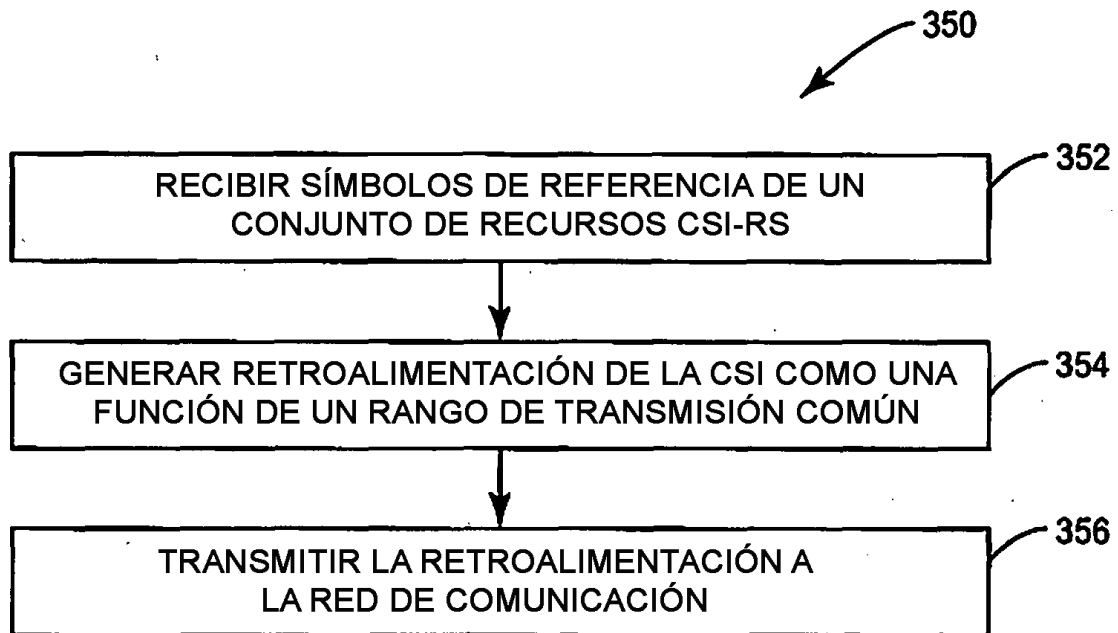 350
352
RECIBIR SÍMBOLOS DE REFERENCIA DE UN
CONJUNTO DE RECURSOS CSI-RS
354
GENERAR RETROALIMENTACIÓN DE LA CSI COMO UNA
FUNCIÓN DE UN RANGO DE TRANSMISIÓN COMÚN
356
TRANSMITIR LA RETROALIMENTACIÓN A
LA RED DE COMUNICACIÓN